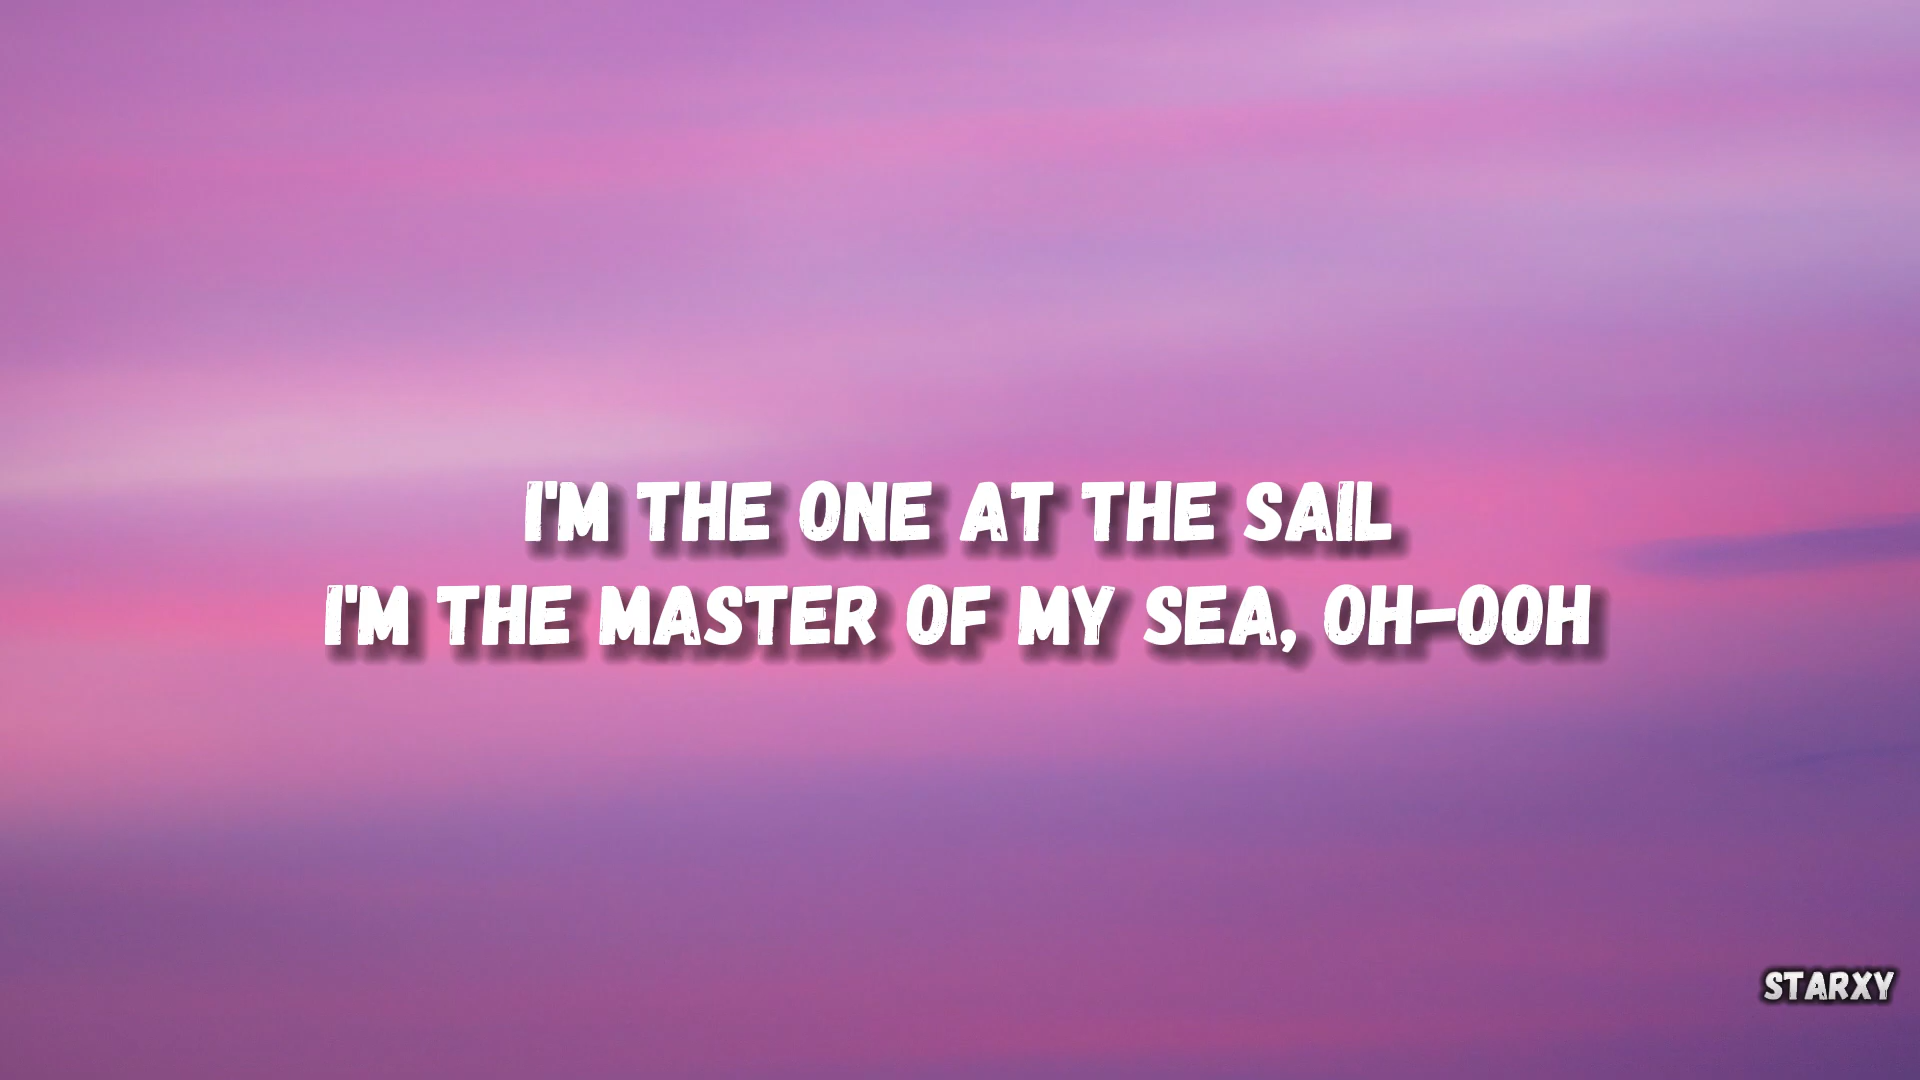 I'M THE ONE AT THE SAIL
I'M THE MASTER OF MY SEA, OH-OOH
STARXY